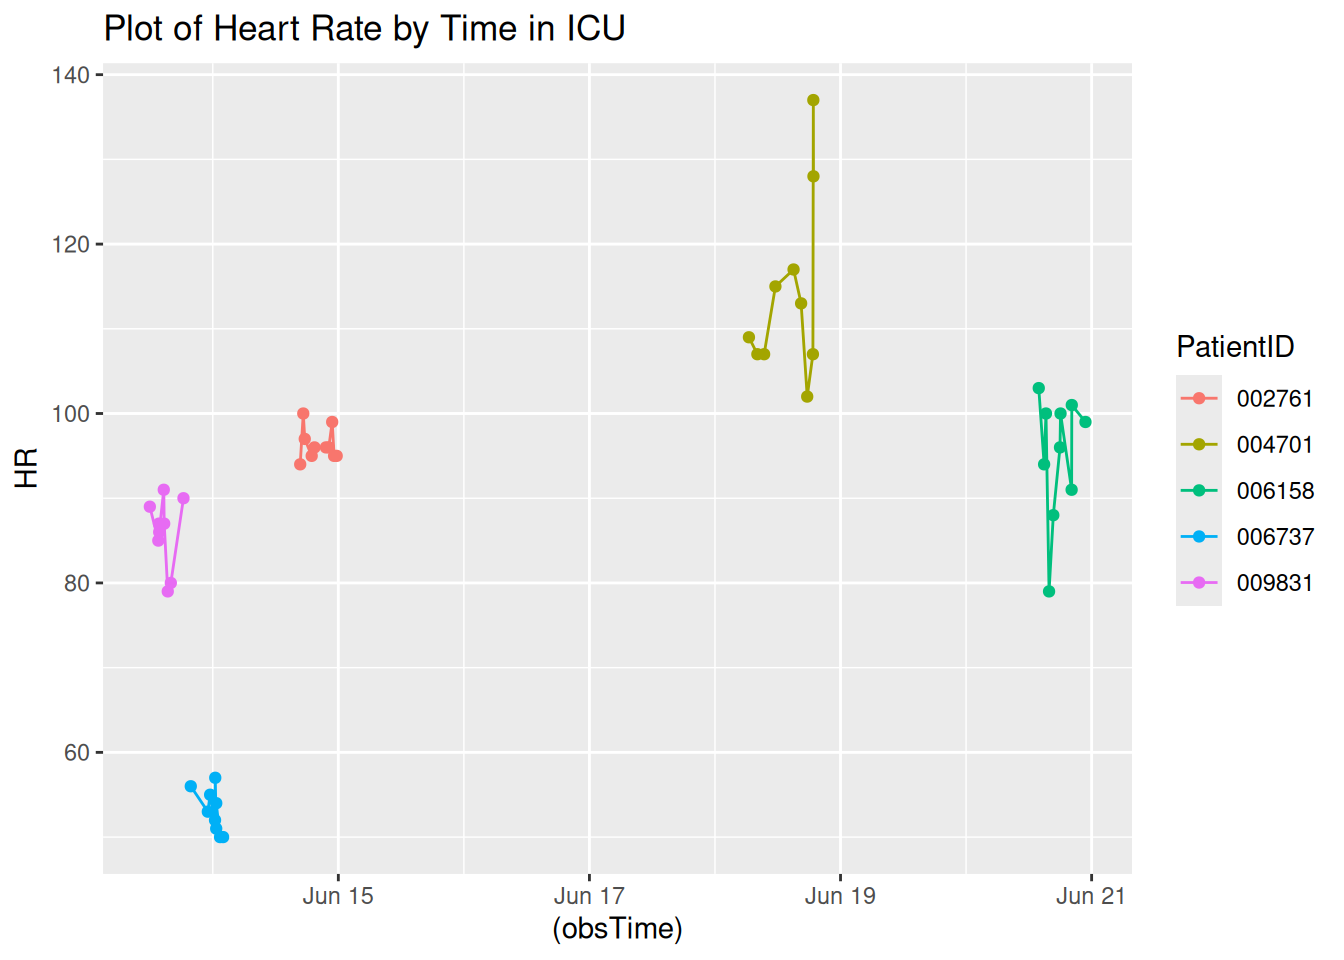 Plot of Heart Rate by Time in ICU
140
120
100
80
60
HR
Jun 15
Jun 17
Jun 19
Jun 21
(obsTime)
PatientID
002761
004701
006158
006737
009831